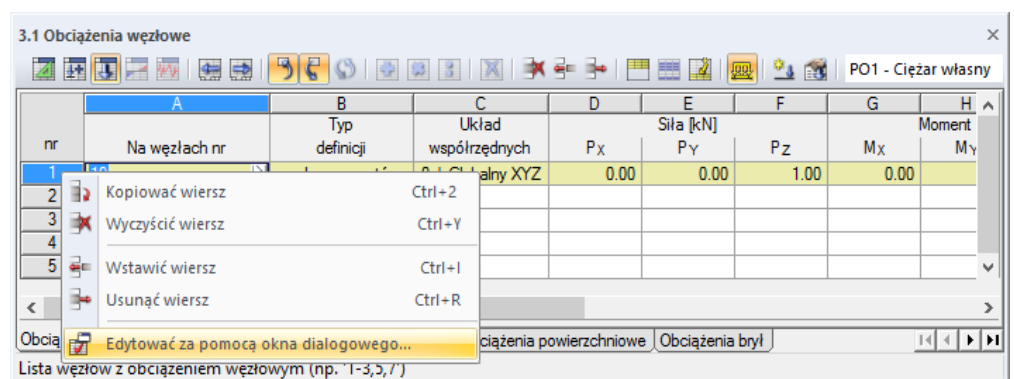 3.1 Obciążenia węzłowe
PO1 - Ciężar własny
A B C D E F G H
Typ Układ Siła [kN] Moment
nr Na węzłach nr definicji współrzędnych PX PY PZ MX MY
1 Globalny XYZ 0.00 0.00 1.00 0.00
2 Kopiować wiersz Ctrl+2
3 Wyczyścić wiersz Ctrl+Y
4
5 Wstawić wiersz Ctrl+I
Usunąć wiersz Ctrl+R
Edytować za pomocą okna dialogowego...
Obcią ciążenia powierzchniowe Obciążenia brył
Lista węzłów z obciążeniem węzłowym (np. '1-3,5,7')